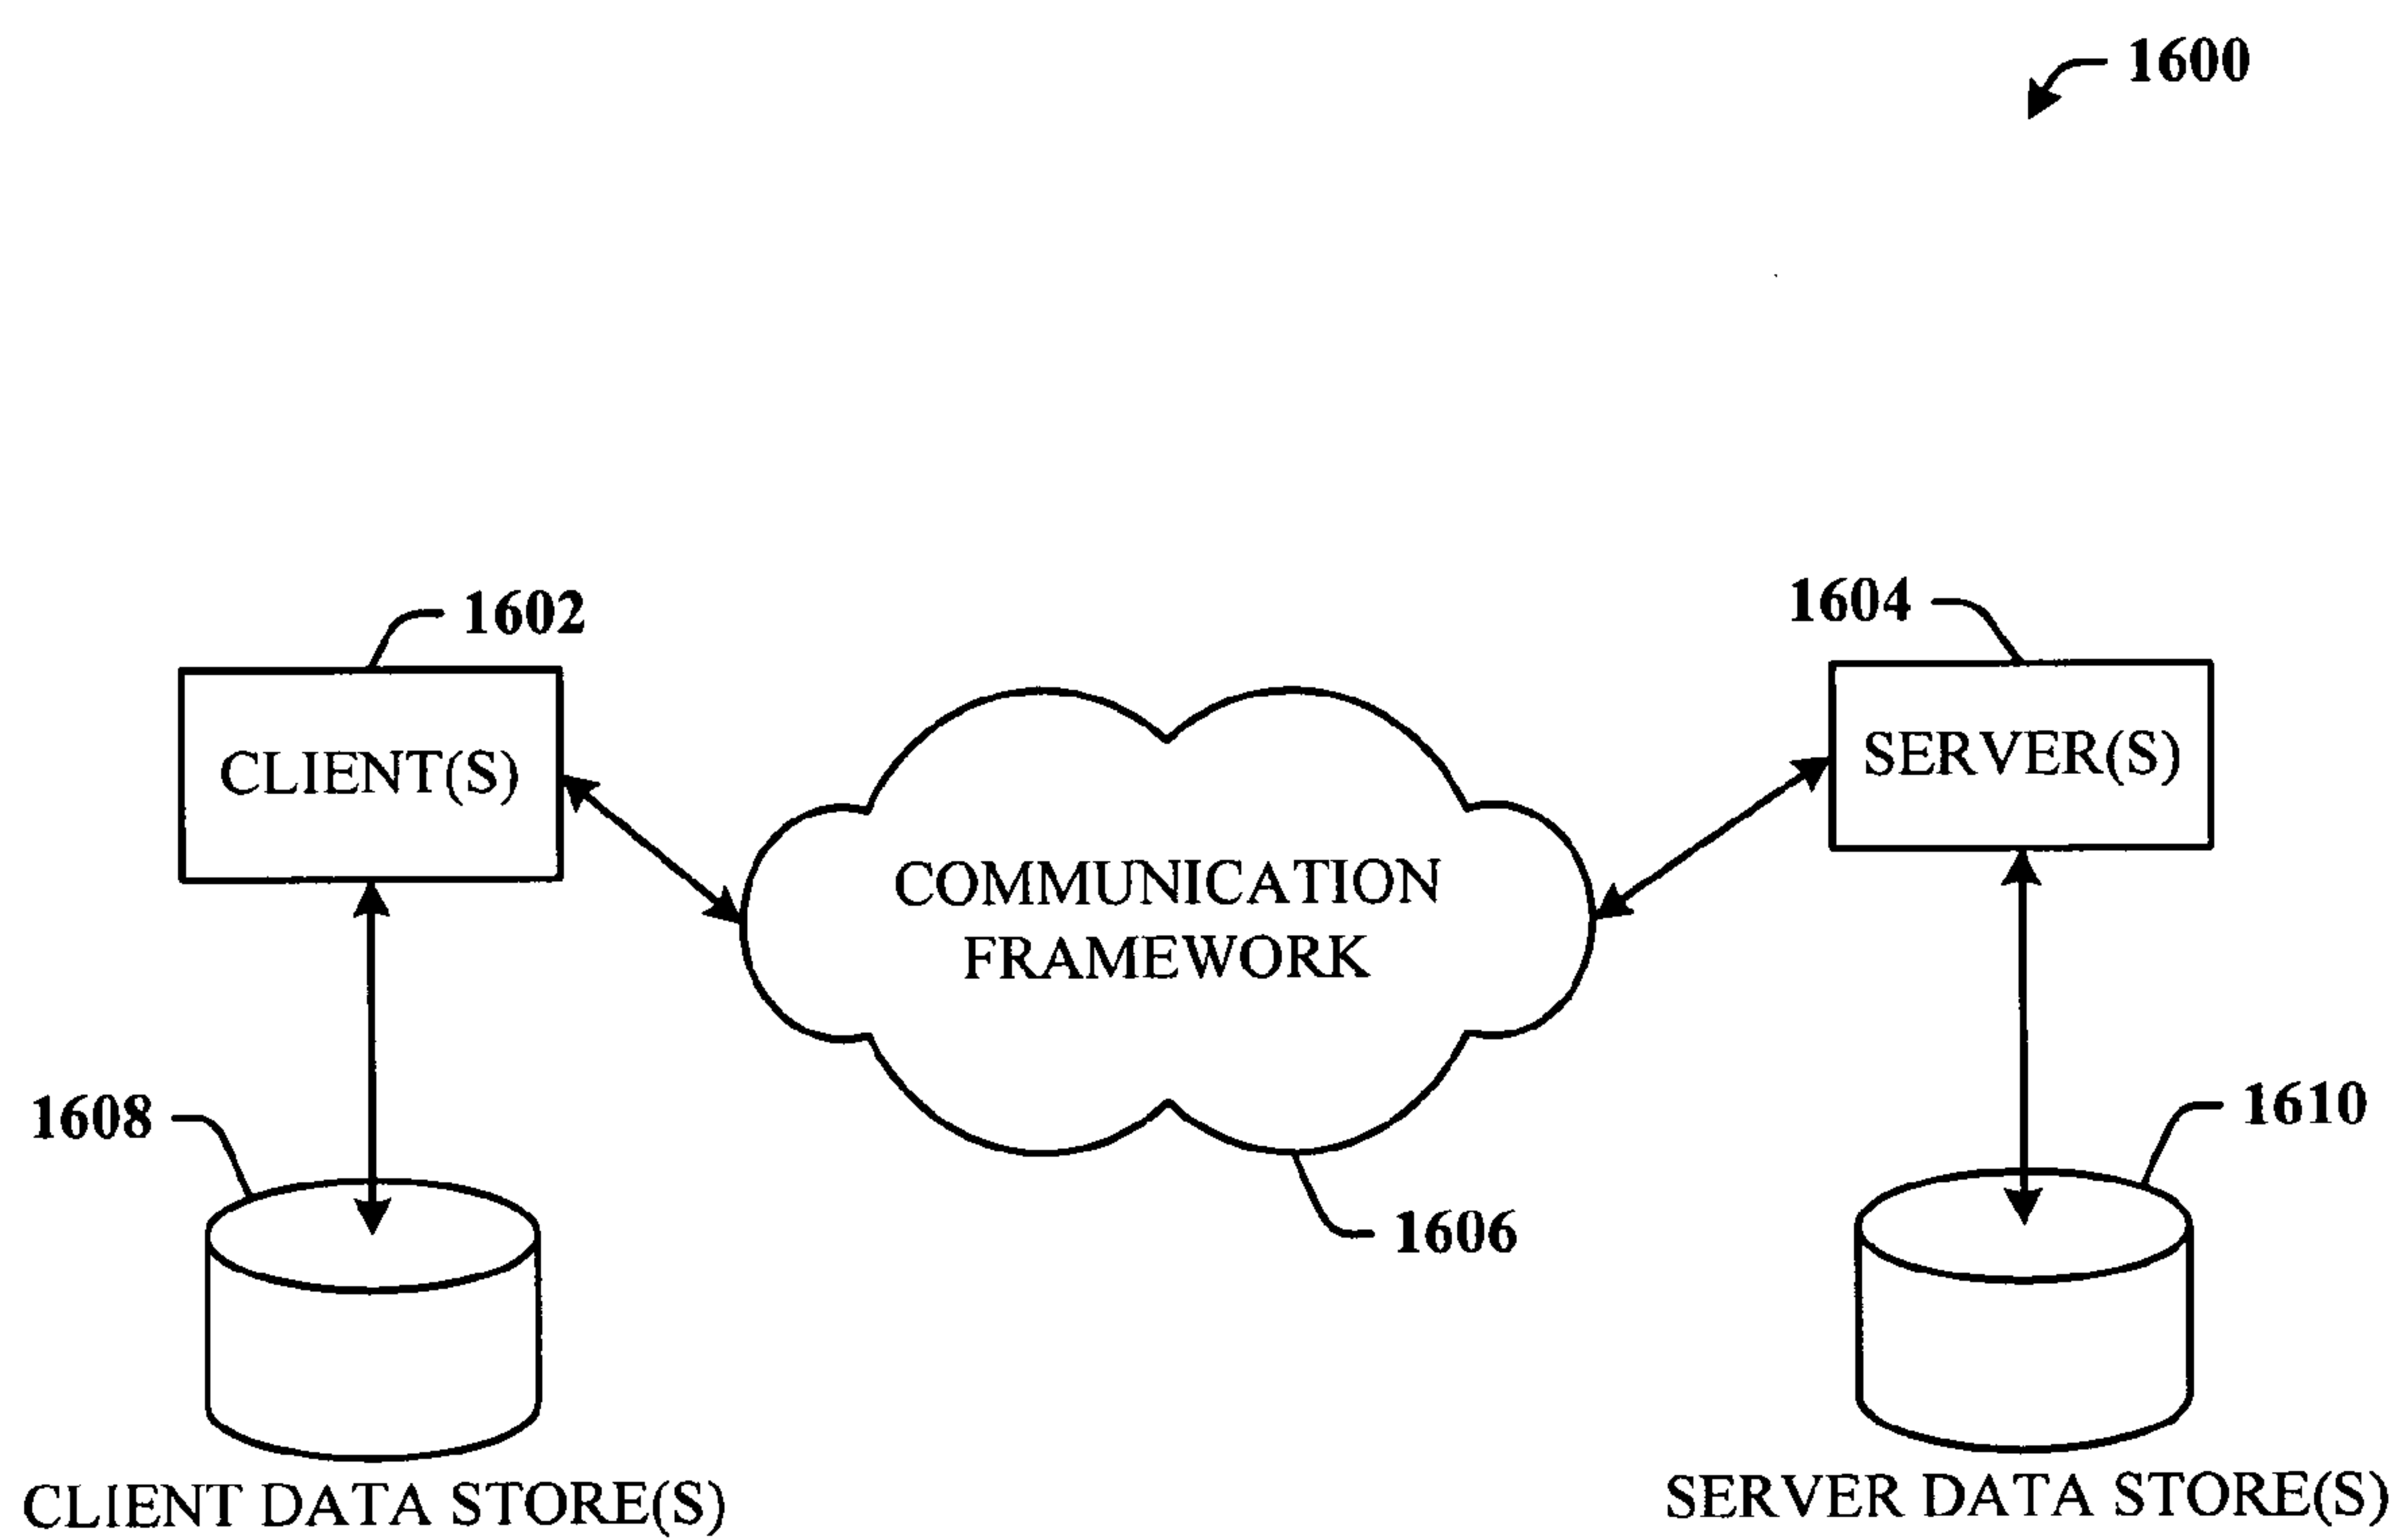 1600
1602
1604
CLIENT(S)
SERVER(S)
COMMUNICATION
FRAMEWORK
1608
1610
1606
CLIENT DATA STORE(S)
SERVER DATA STORE(S)